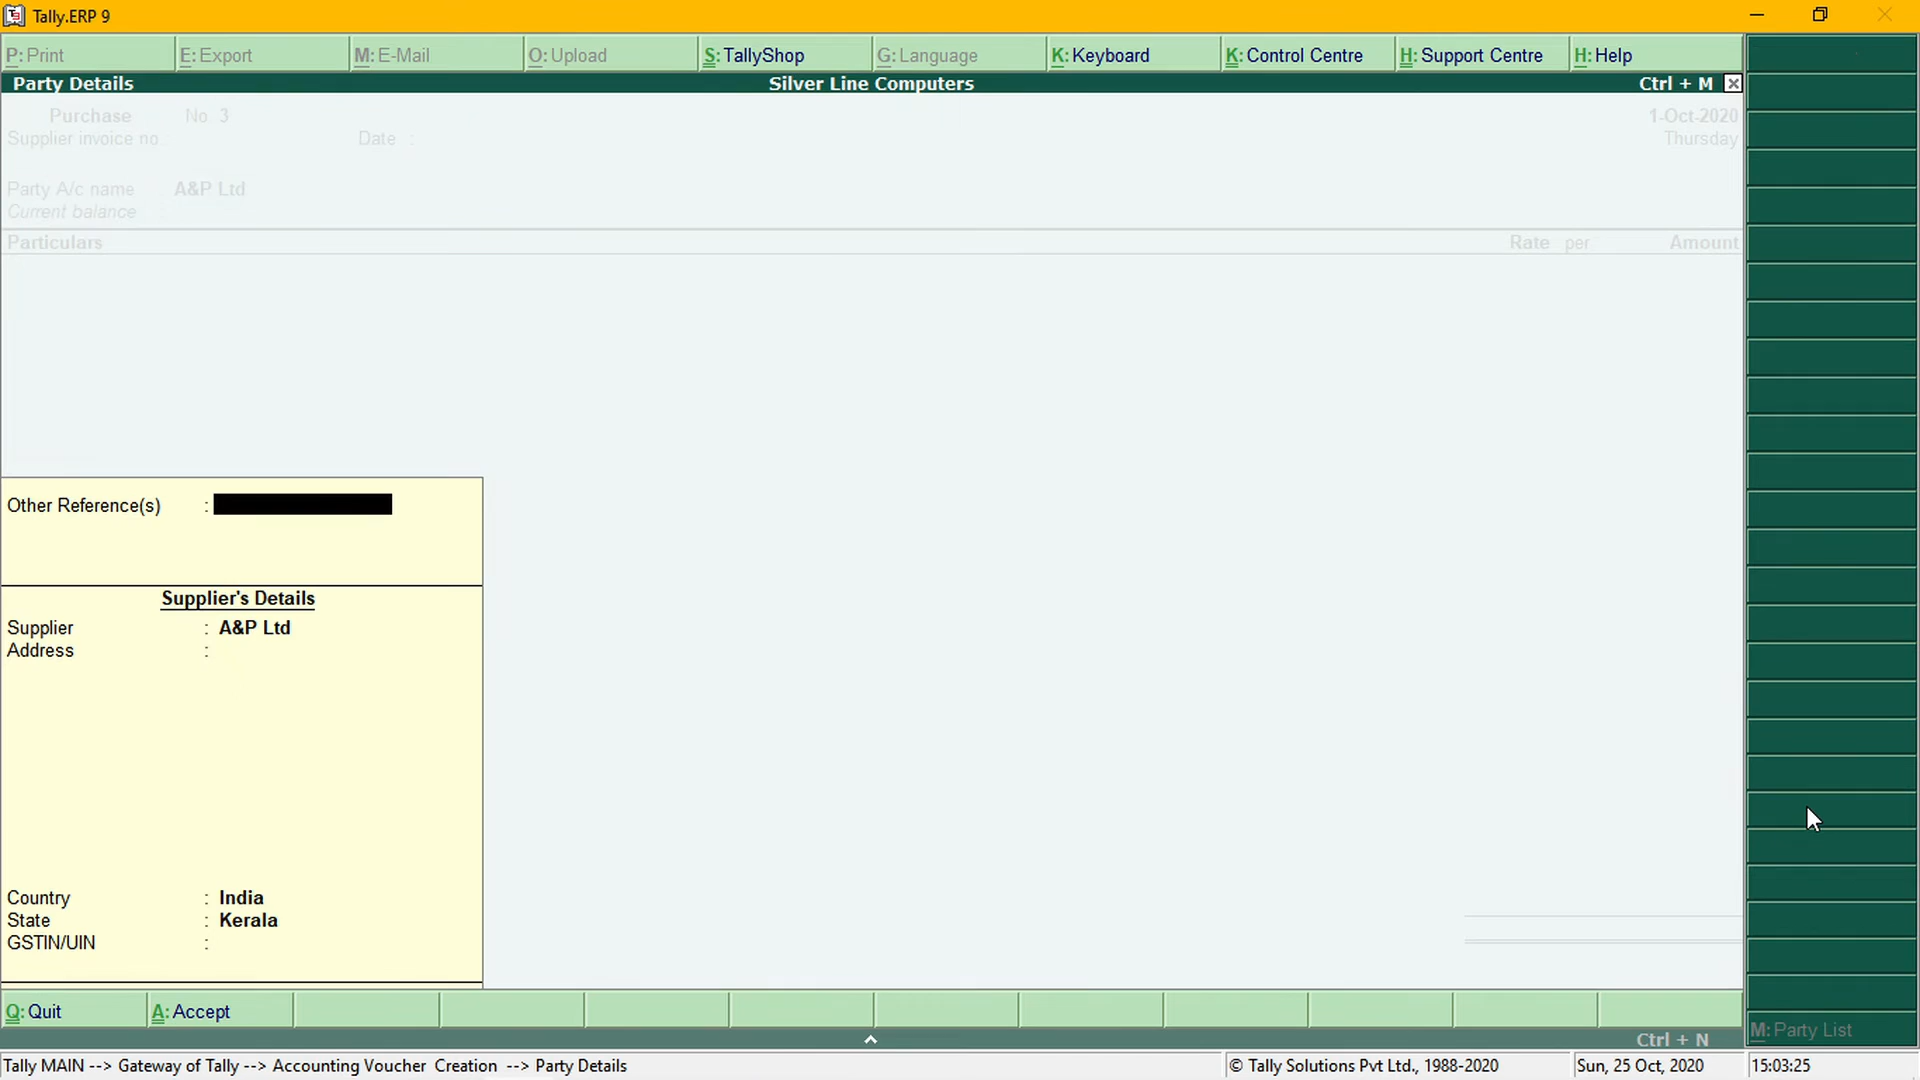 Tally.ERP 9
P: Print E: Export M: E-Mail O: Upload S: TallyShop G: Language K: Keyboard K: Control Centre H: Support Centre H: Help
Party Details Silver Line Computers Ctrl + M
Purchase No. 3 1-Oct-2020
Supplier invoice no Date : Thursday
Party A/c name A&P Ltd
Current balance :
Particulars Rate per Amount
Other Reference(s) :
Supplier's Details
Supplier : A&P Ltd
Address :
Country : India
State : Kerala
GSTIN/UIN :
Q: Quit A: Accept
M: Party List
Ctrl + N
Tally MAIN --> Gateway of Tally --> Accounting Voucher Creation --> Party Details © Tally Solutions Pvt Ltd., 1988-2020 Sun, 25 Oct, 2020 15:03:25